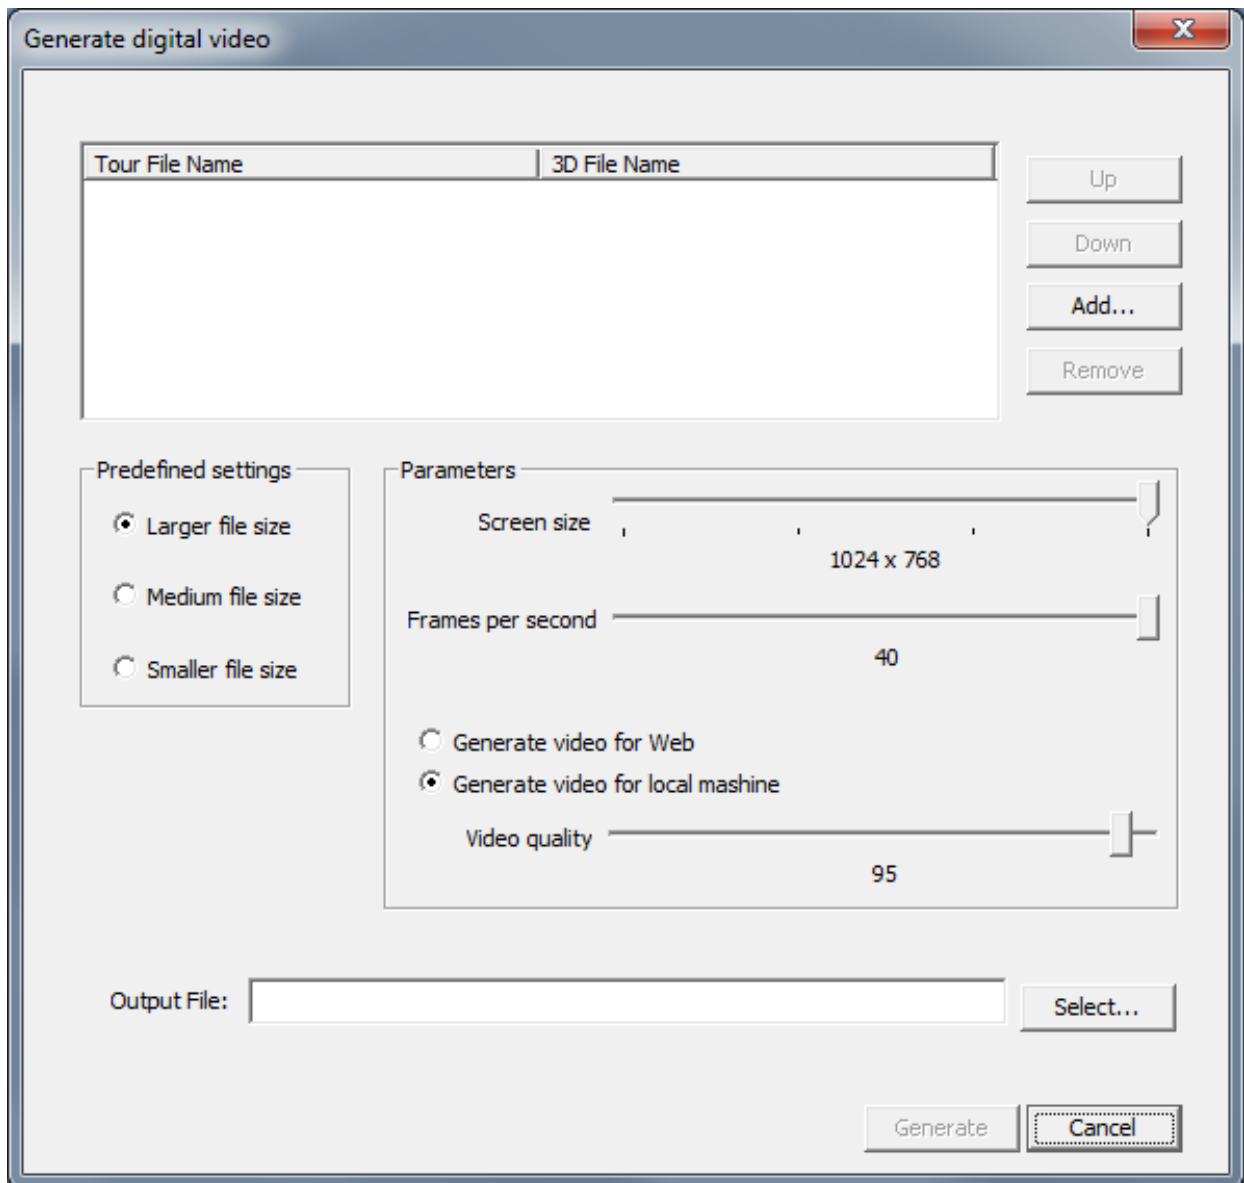 Generate digital video
X
Tour File Name
3D File Name
Up
Down
Add...
Remove
Predefined settings
Larger file size
Medium file size
Smaller file size
Parameters
Screen size
1024 x 768
Frames per second
40
Generate video for Web
Generate video for local mashine
Video quality
95
Output File:
Select...
Generate
Cancel